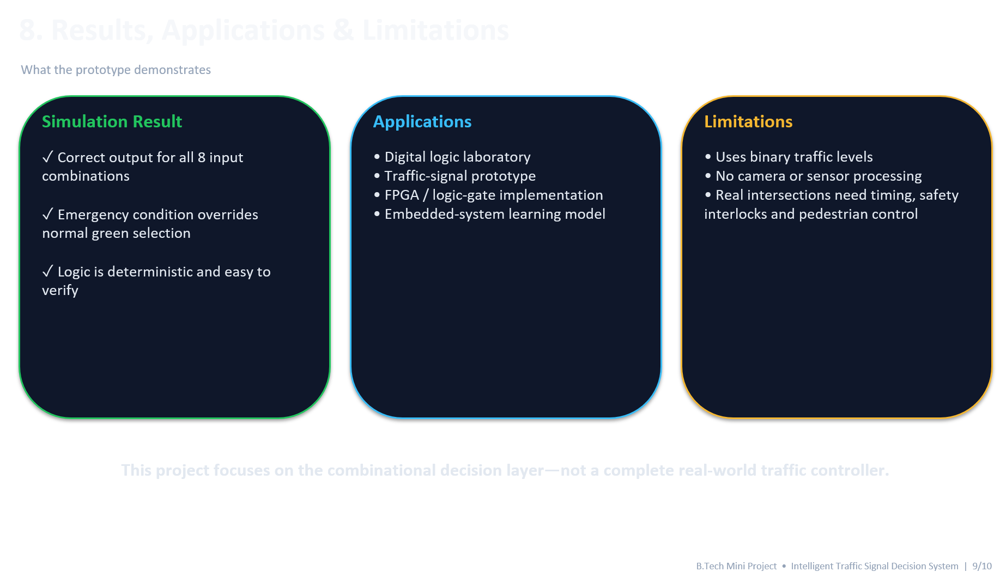 8. Results, Applications & Limitations
What the prototype demonstrates
Simulation Result
✓ Correct output for all 8 input
combinations
✓ Emergency condition overrides
normal green selection
✓ Logic is deterministic and easy to
verify
Applications
• Digital logic laboratory
• Traffic-signal prototype
• FPGA / logic-gate implementation
• Embedded-system learning model
Limitations
• Uses binary traffic levels
• No camera or sensor processing
• Real intersections need timing, safety
interlocks and pedestrian control
This project focuses on the combinational decision layer—not a complete real-world traffic controller.
B.Tech Mini Project • Intelligent Traffic Signal Decision System | 9/10